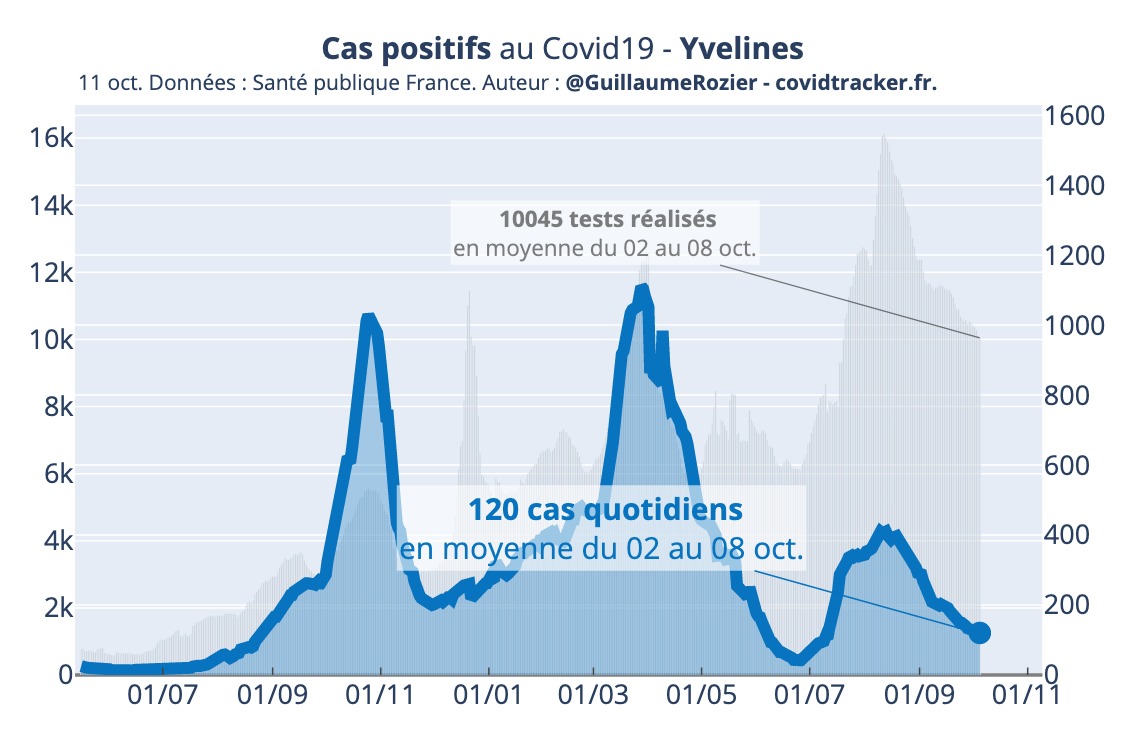 Cas positifs au Covid19 - Yvelines
11 oct. Données : Santé publique France. Auteur : @GuillaumeRozier - covidtracker.fr.
16k
14k
12k
10k
8k
6k
4k
2k
0
1600
1400
1200
1000
800
600
400
200
0
10045 tests réalisés
en moyenne du 02 au 08 oct.
120 cas quotidiens
en moyenne du 02 au 08 oct.
01/07
01/09
01/11
01/01
01/03
01/05
01/07
01/09
01/11